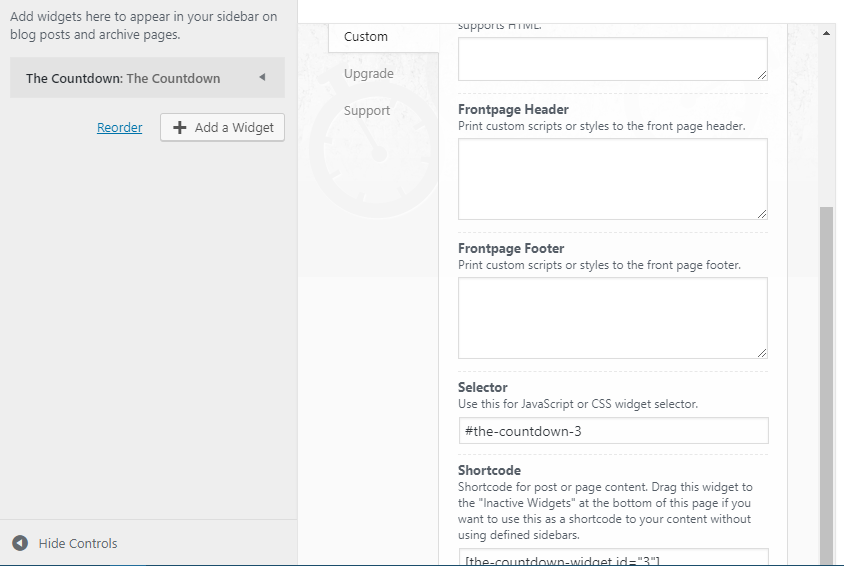 Add widgets here to appear in your sidebar on
blog posts and archive pages.
The Countdown: The Countdown
Reorder
Add a Widget
Hide Controls
Custom
Upgrade
Support
supports HTML.
Frontpage Header
Print custom scripts or styles to the front page header.
Frontpage Footer
Print custom scripts or styles to the front page footer.
Selector
Use this for JavaScript or CSS widget selector.
#the-countdown-3
Shortcode
Shortcode for post or page content. Drag this widget to
the "Inactive Widgets" at the bottom of this page if you
want to use this as a shortcode to your content without
using defined sidebars.
[the-countdown-widget id="3"]